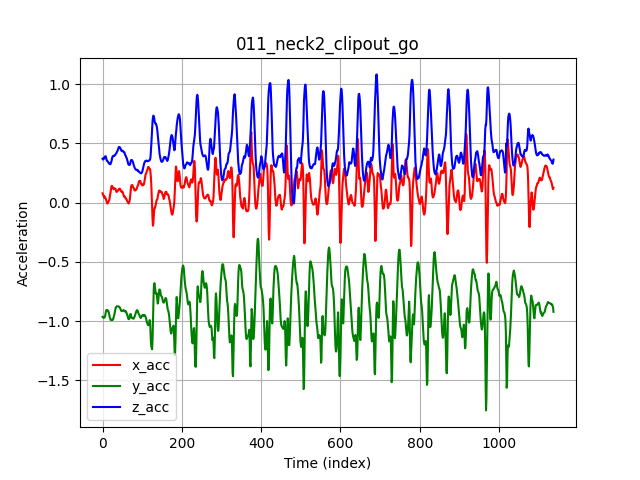 011_neck2_clipout_go
1.0
0.5
0.0
−0.5
−1.0
−1.5
Acceleration
x_acc
y_acc
z_acc
0 200 400 600 800 1000
Time (index)